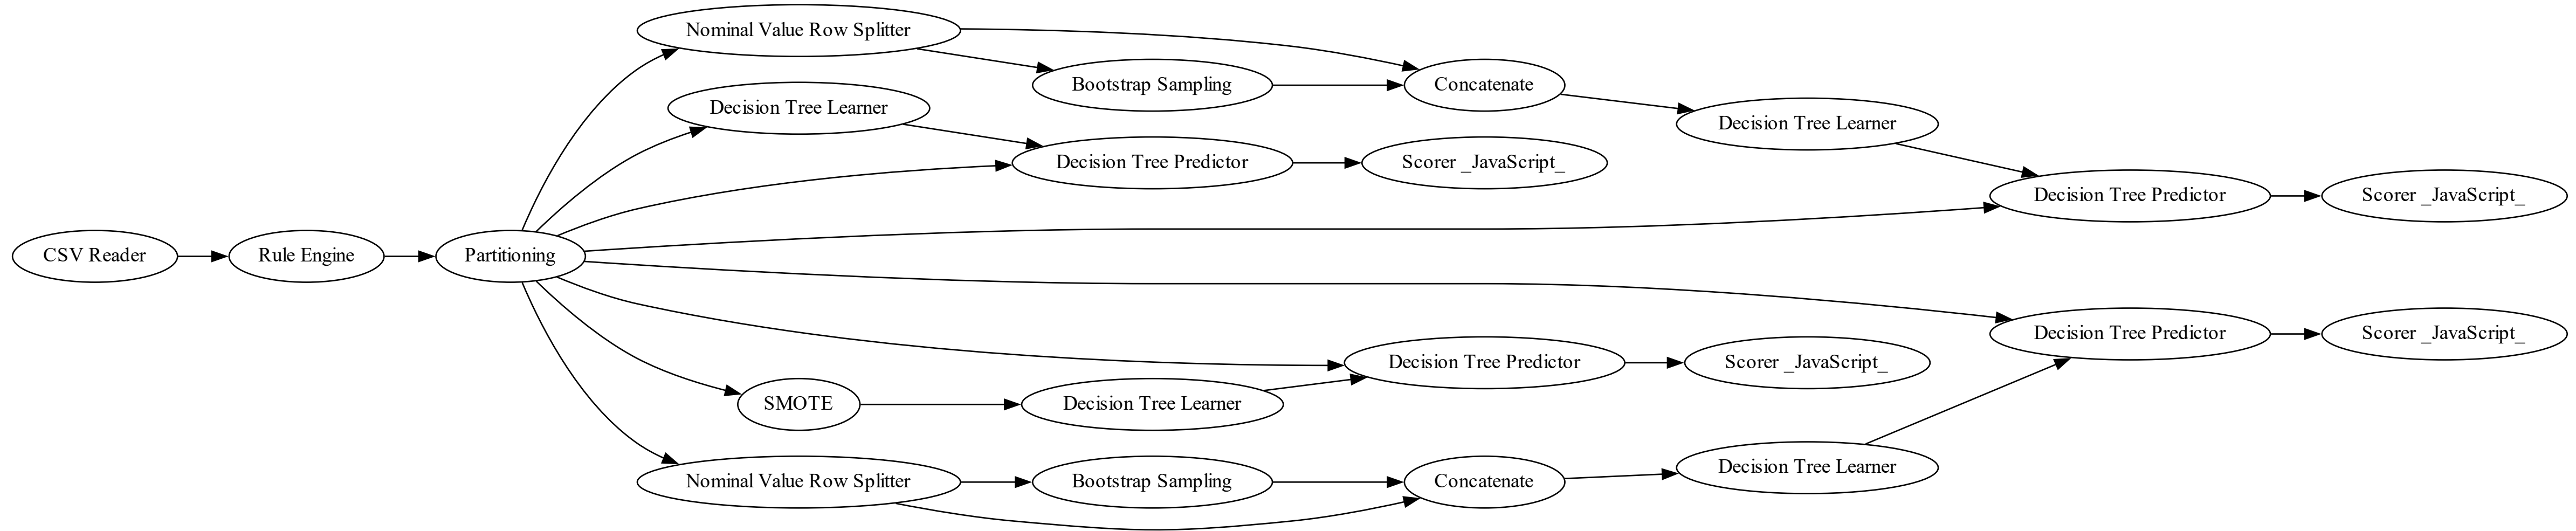 Nominal Value Row Splitter
Bootstrap Sampling
Concatenate
Decision Tree Learner
Decision Tree Learner
Decision Tree Predictor
Scorer _JavaScript_
Decision Tree Predictor
Scorer _JavaScript_
CSV Reader
Rule Engine
Partitioning
Decision Tree Predictor
Scorer _JavaScript_
Decision Tree Predictor
Scorer _JavaScript_
SMOTE
Decision Tree Learner
Decision Tree Learner
Nominal Value Row Splitter
Bootstrap Sampling
Concatenate